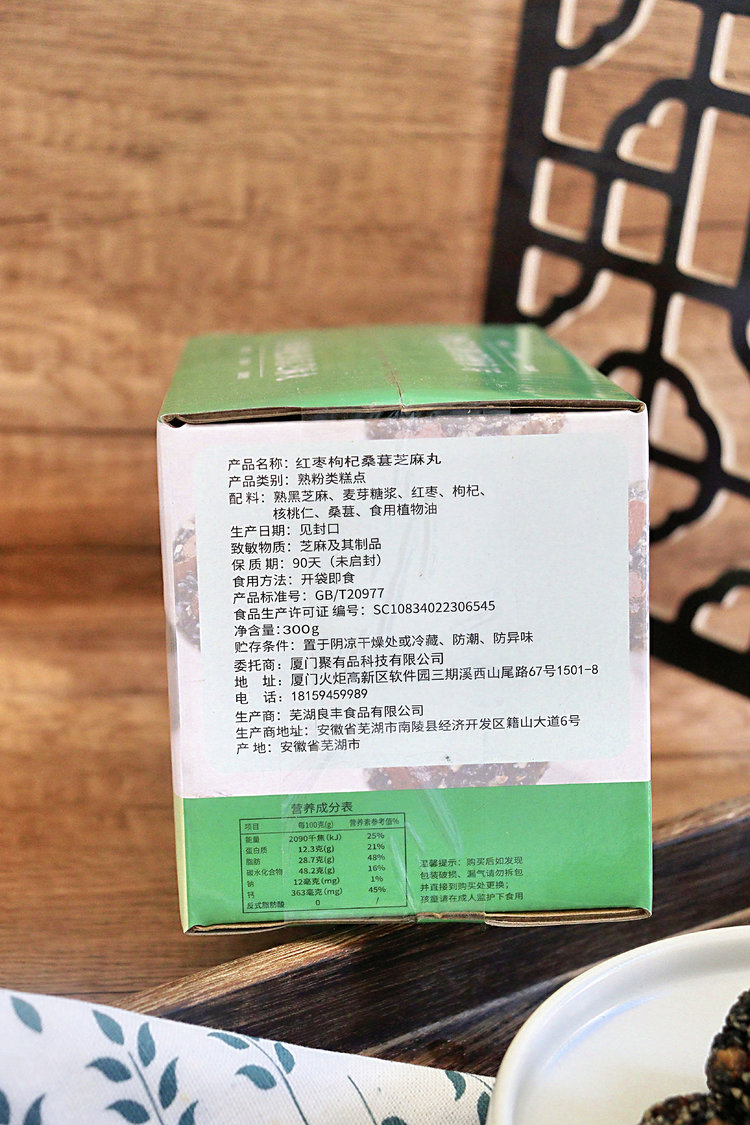 产品名称：红枣枸杞桑葚芝麻丸
产品类别：熟粉类糕点
配 料：熟黑芝麻、麦芽糖浆、红枣、枸杞、
核桃仁、桑葚、食用植物油
生产日期：见封口
致敏物质：芝麻及其制品
保 质 期：90天（未启封）
食用方法：开袋即食
产品标准号：GB/T20977
食品生产许可证 编号：SC10834022306545
净含量:300g
贮存条件：置于阴凉干燥处或冷藏、防潮、防异味
委托商：厦门聚有品科技有限公司
地 址：厦门火炬高新区软件园三期溪西山尾路67号1501-8
电 话：18159459989
生产商：芜湖良丰食品有限公司
生产商地址：安徽省芜湖市南陵县经济开发区籍山大道6号
产 地：安徽省芜湖市
营养成分表
项目 每100克(g) 营养素参考值%
能量 2090千焦(kJ) 25%
蛋白质 12.3克(g) 21%
脂肪 28.7克(g) 48%
碳水化合物 48.2克(g) 16%
钠 12毫克(mg) 1%
钙 363毫克(mg) 45%
反式脂肪酸 0 /
温馨提示：购买后如发现
包装破损、漏气请勿拆包
并直接到购买处更换；
孩童请在成人监护下食用